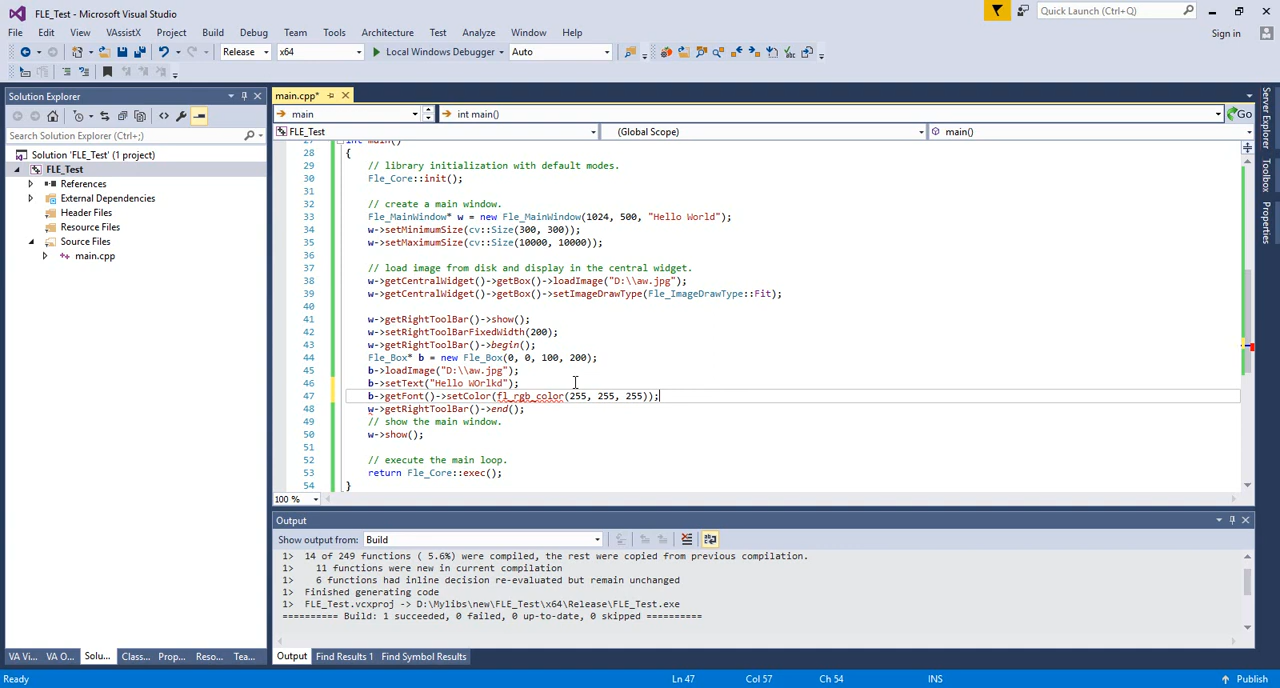 FLE_Test - Microsoft Visual Studio
Quick Launch (Ctrl+Q)
File Edit View VAssistX Project Build Debug Team Tools Architecture Test Analyze Window Help
Sign in
Release x64 Local Windows Debugger Auto
Solution Explorer
main.cpp*
main
int main()
Go
Search Solution Explorer (Ctrl+;)
FLE_Test
(Global Scope)
main()
Solution 'FLE_Test' (1 project)
FLE_Test
References
External Dependencies
Header Files
Resource Files
Source Files
main.cpp
27 int main()
28 {
29 // library initialization with default modes.
30 Fle_Core::init();
31
32 // create a main window.
33 Fle_MainWindow* w = new Fle_MainWindow(1024, 500, "Hello World");
34 w->setMinimumSize(cv::Size(300, 300));
35 w->setMaximumSize(cv::Size(10000, 10000));
36
37 // load image from disk and display in the central widget.
38 w->getCentralWidget()->getBox()->loadImage("D:\\aw.jpg");
39 w->getCentralWidget()->getBox()->setImageDrawType(Fle_ImageDrawType::Fit);
40
41 w->getRightToolBar()->show();
42 w->setRightToolBarFixedWidth(200);
43 w->getRightToolBar()->begin();
44 Fle_Box* b = new Fle_Box(0, 0, 100, 200);
45 b->loadImage("D:\\aw.jpg");
46 b->setText("Hello WOrlkd");
47 b->getFont()->setColor(fl_rgb_color(255, 255, 255));
48 w->getRightToolBar()->end();
49 // show the main window.
50 w->show();
51
52 // execute the main loop.
53 return Fle_Core::exec();
54 }
100 %
Server Explorer
Toolbox
Properties
Output
Show output from: Build
1> 14 of 249 functions ( 5.6%) were compiled, the rest were copied from previous compilation.
1> 11 functions were new in current compilation
1> 6 functions had inline decision re-evaluated but remain unchanged
1> Finished generating code
1> FLE_Test.vcxproj -> D:\Mylibs\new\FLE_Test\x64\Release\FLE_Test.exe
========== Build: 1 succeeded, 0 failed, 0 up-to-date, 0 skipped ==========
VA Vi... VA O... Solu... Class... Prop... Reso... Tea...
Output Find Results 1 Find Symbol Results
Ready
Ln 47
Col 57
Ch 54
INS
Publish